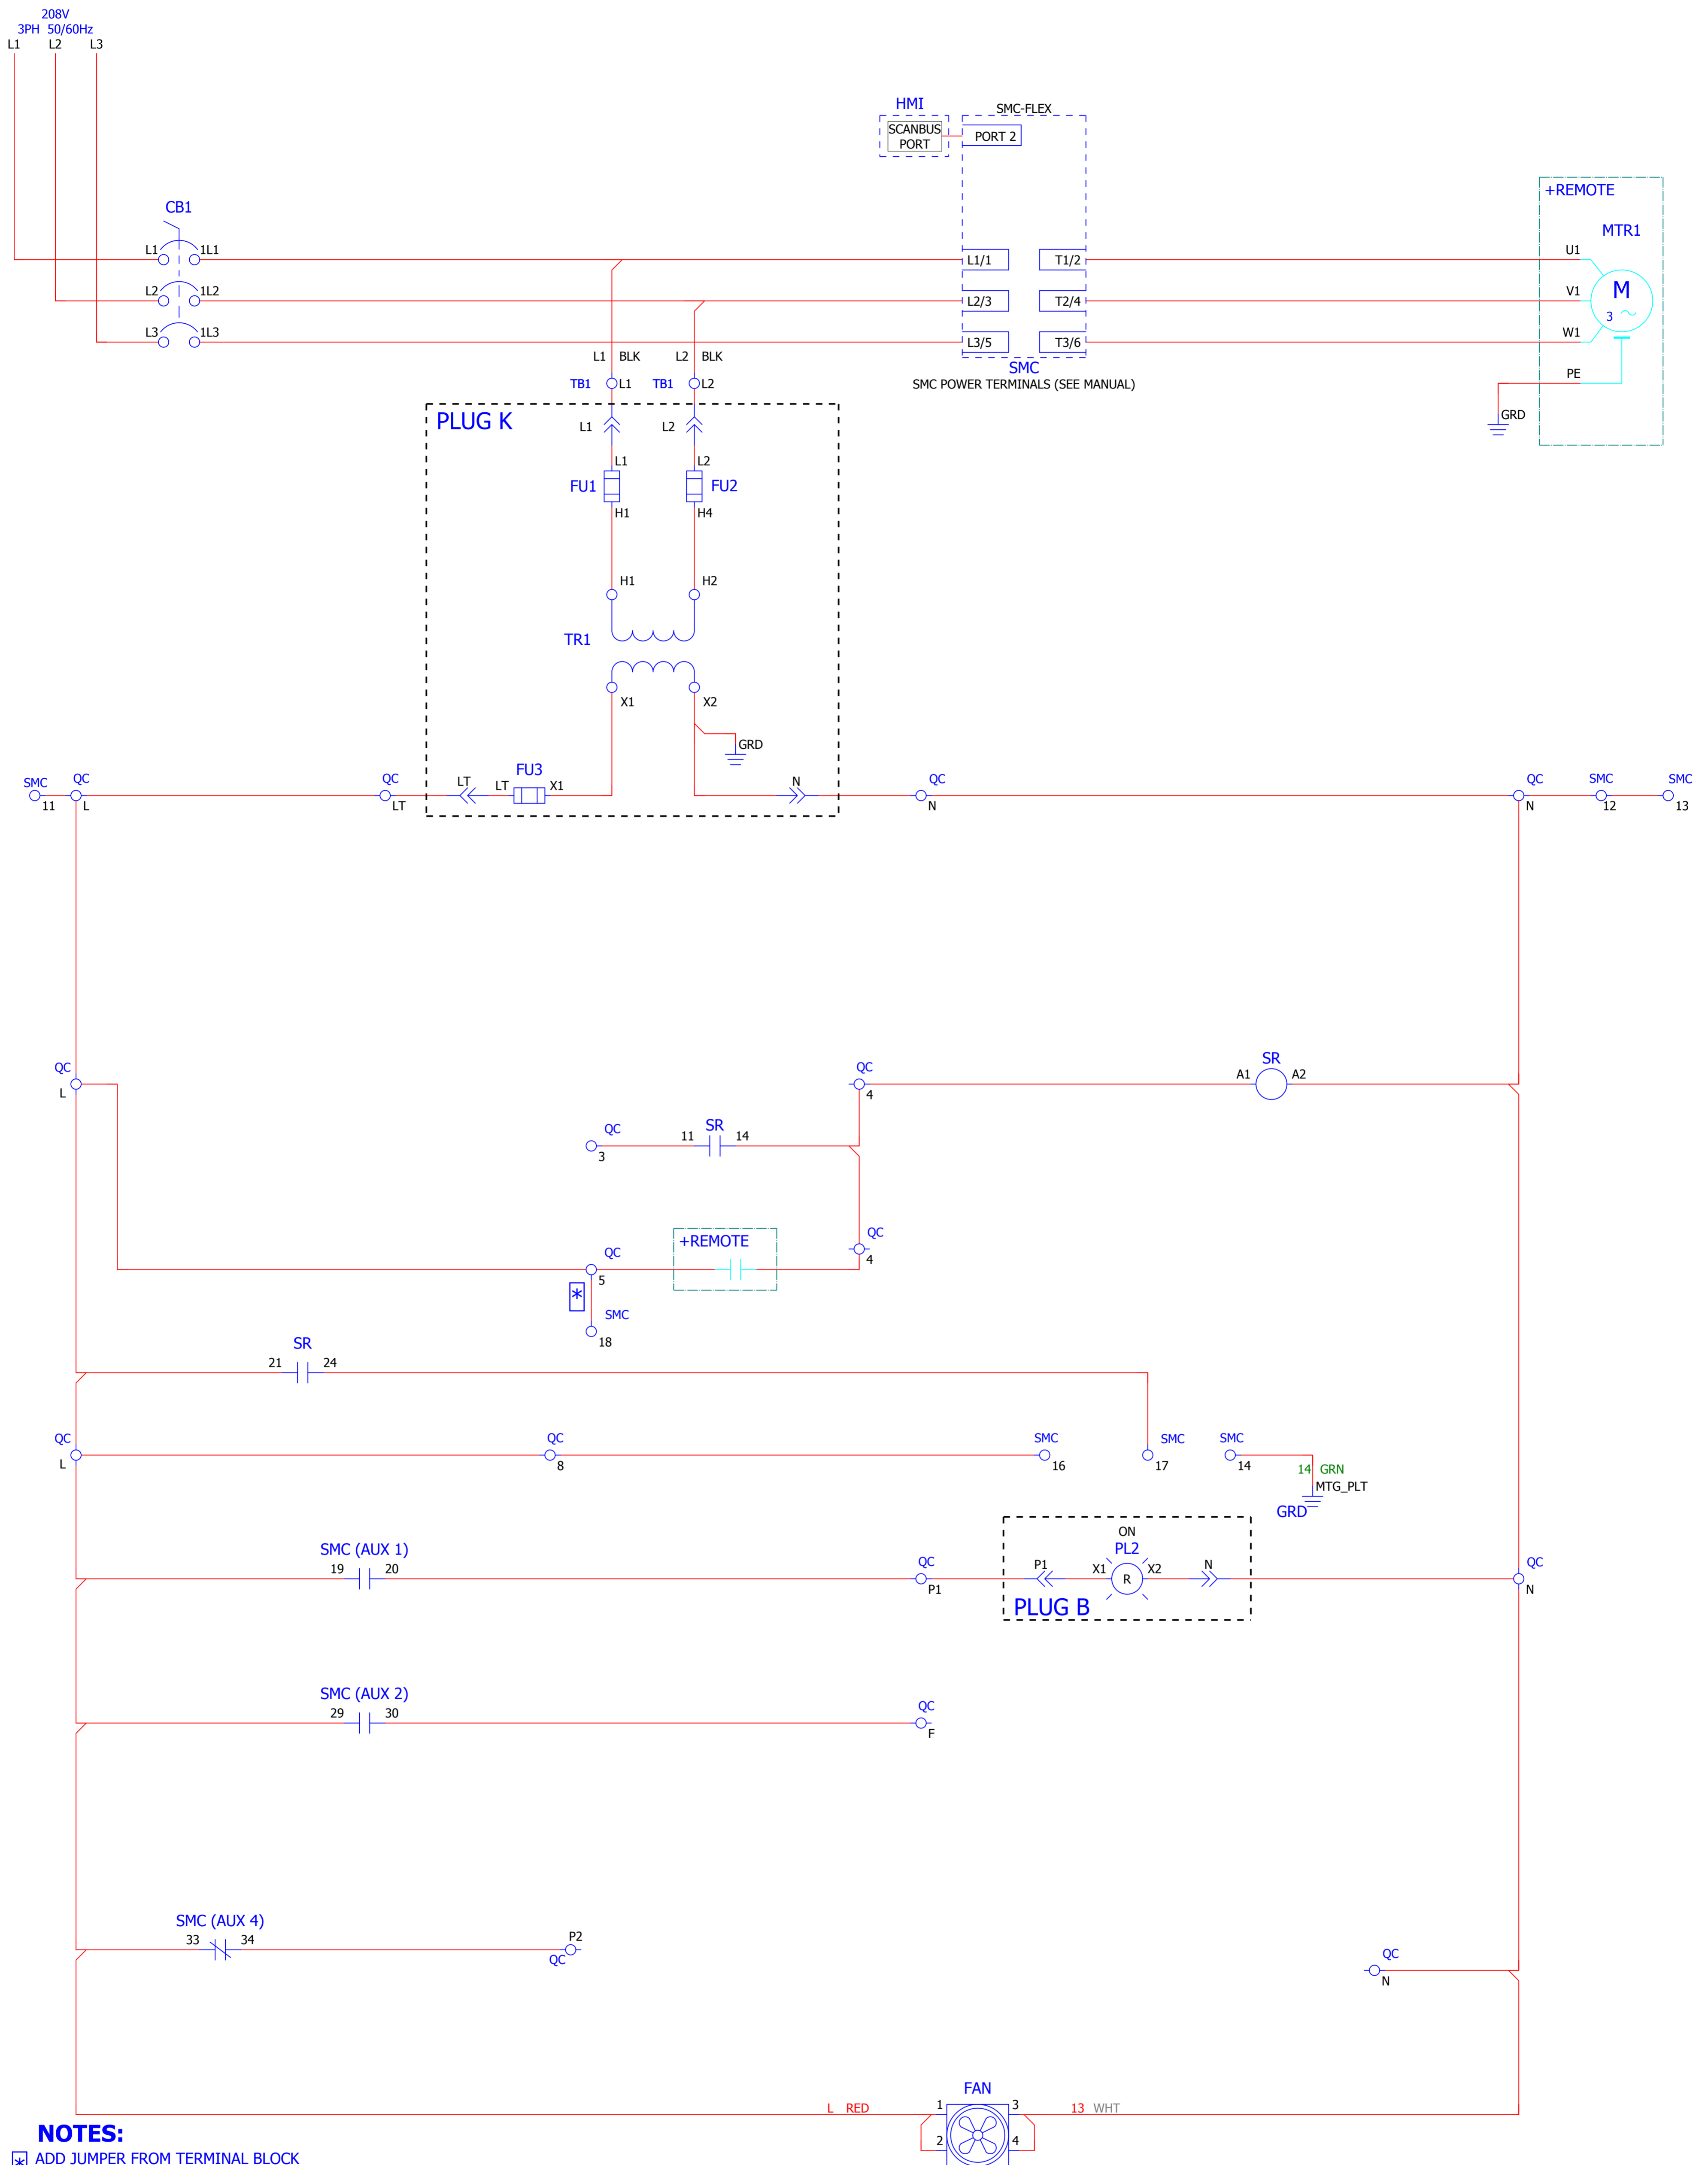 208V
3PH 50/60Hz
L1 L2 L3
HMI
SMC-FLEX
SCANBUS
PORT
PORT 2
+REMOTE
CB1
MTR1
L1 1L1
L1/1 T1/2
U1
L2 1L2
L2/3 T2/4
V1
M
3
L3 1L3
L3/5 T3/6
W1
L1 BLK L2 BLK
SMC
PE
TB1 L1 TB1 L2
SMC POWER TERMINALS (SEE MANUAL)
GRD
PLUG K
L1 L2
L1 L2
FU1 FU2
H1 H4
H1 H2
TR1
X1 X2
GRD
SMC QC QC
LT LT FU3 X1
N QC
QC SMC SMC
11 L LT
N
N 12 13
QC
L
QC
4
SR
A1 A2
QC
3
11 SR 14
QC
4
+REMOTE
QC
5
*
SMC
18
SR
21 24
QC QC SMC SMC SMC
L 8 16 17 14
14 GRN
MTG_PLT
GRD
ON
PL2
SMC (AUX 1)
19 20
QC
P1
P1 X1 R X2 N
QC
N
PLUG B
SMC (AUX 2)
29 30
QC
F
SMC (AUX 4)
33 34
P2
QC
QC
N
FAN
L RED
1 3
13 WHT
2 4
NOTES:
* ADD JUMPER FROM TERMINAL BLOCK